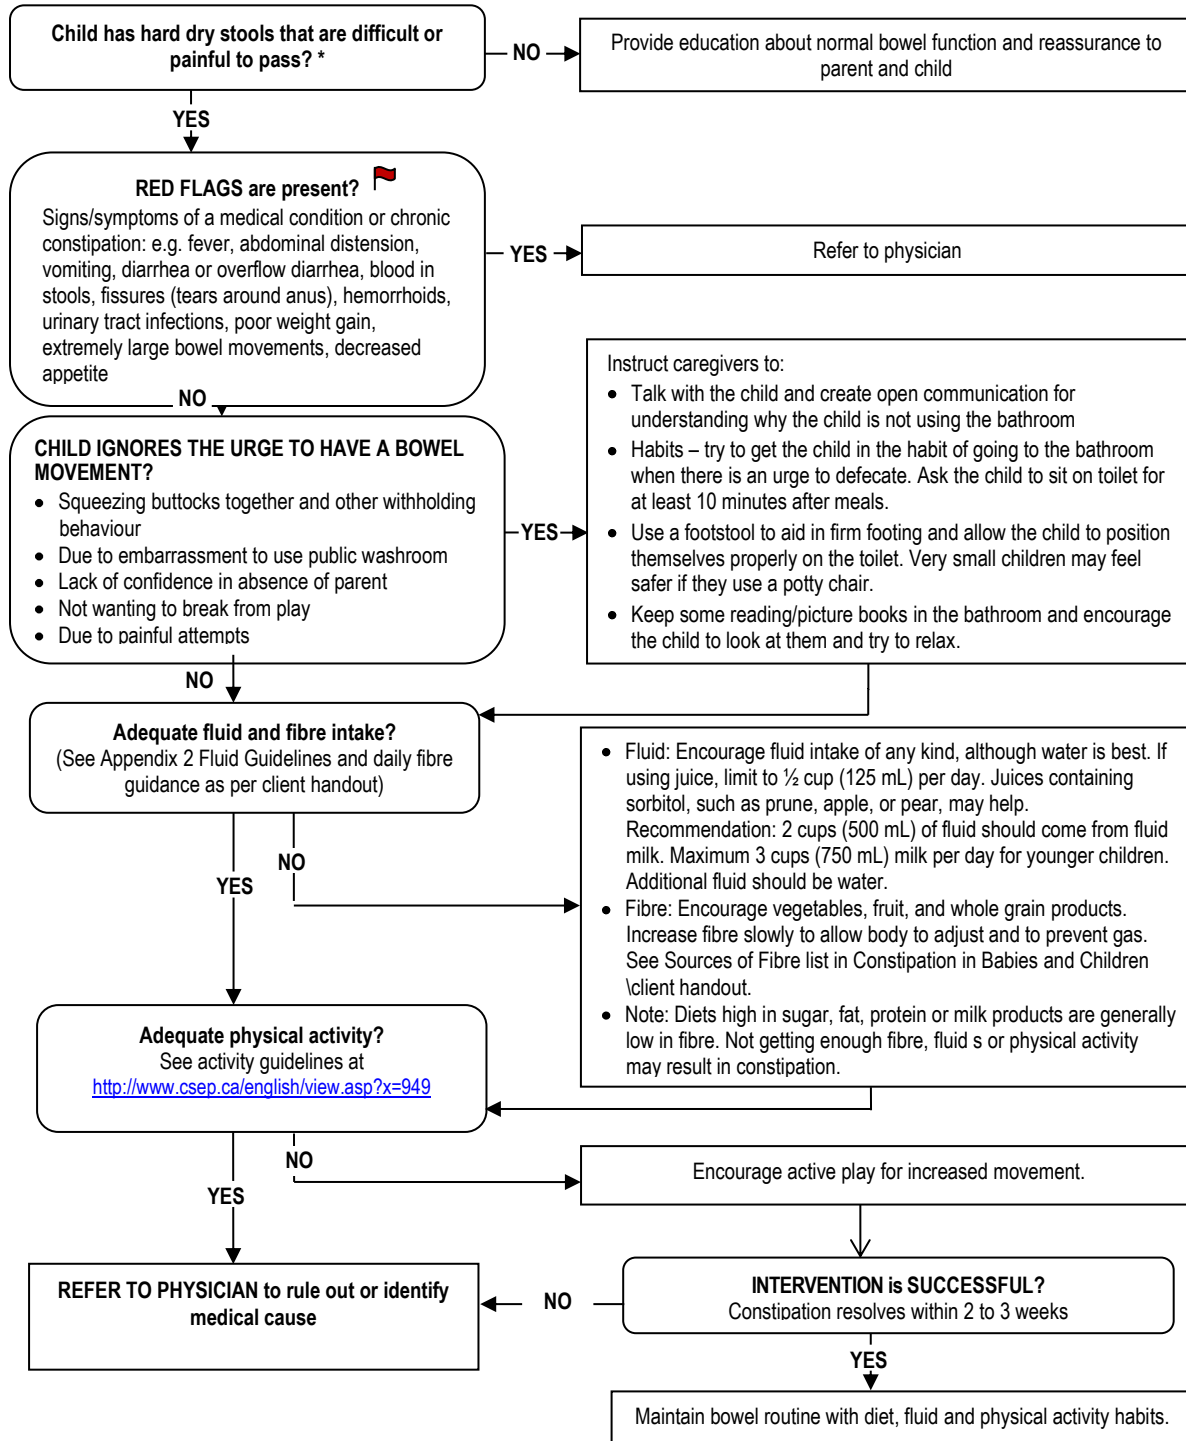 Child has hard dry stools that are difficult or
painful to pass? *
NO
Provide education about normal bowel function and reassurance to
parent and child
YES
RED FLAGS are present?
Signs/symptoms of a medical condition or chronic
constipation: e.g. fever, abdominal distension,
vomiting, diarrhea or overflow diarrhea, blood in
stools, fissures (tears around anus), hemorrhoids,
urinary tract infections, poor weight gain,
extremely large bowel movements, decreased
appetite
YES
Refer to physician
NO
CHILD IGNORES THE URGE TO HAVE A BOWEL
MOVEMENT?
• Squeezing buttocks together and other withholding
behaviour
• Due to embarrassment to use public washroom
• Lack of confidence in absence of parent
• Not wanting to break from play
• Due to painful attempts
YES
Instruct caregivers to:
• Talk with the child and create open communication for
understanding why the child is not using the bathroom
• Habits – try to get the child in the habit of going to the bathroom
when there is an urge to defecate. Ask the child to sit on toilet for
at least 10 minutes after meals.
• Use a footstool to aid in firm footing and allow the child to position
themselves properly on the toilet. Very small children may feel
safer if they use a potty chair.
• Keep some reading/picture books in the bathroom and encourage
the child to look at them and try to relax.
NO
Adequate fluid and fibre intake?
(See Appendix 2 Fluid Guidelines and daily fibre
guidance as per client handout)
NO
YES
• Fluid: Encourage fluid intake of any kind, although water is best. If
using juice, limit to ½ cup (125 mL) per day. Juices containing
sorbitol, such as prune, apple, or pear, may help.
Recommendation: 2 cups (500 mL) of fluid should come from fluid
milk. Maximum 3 cups (750 mL) milk per day for younger children.
Additional fluid should be water.
• Fibre: Encourage vegetables, fruit, and whole grain products.
Increase fibre slowly to allow body to adjust and to prevent gas.
See Sources of Fibre list in Constipation in Babies and Children
\client handout.
• Note: Diets high in sugar, fat, protein or milk products are generally
low in fibre. Not getting enough fibre, fluid s or physical activity
may result in constipation.
Adequate physical activity?
See activity guidelines at
http://www.csep.ca/english/view.asp?x=949
NO
YES
Encourage active play for increased movement.
REFER TO PHYSICIAN to rule out or identify
medical cause
NO
INTERVENTION is SUCCESSFUL?
Constipation resolves within 2 to 3 weeks
YES
Maintain bowel routine with diet, fluid and physical activity habits.